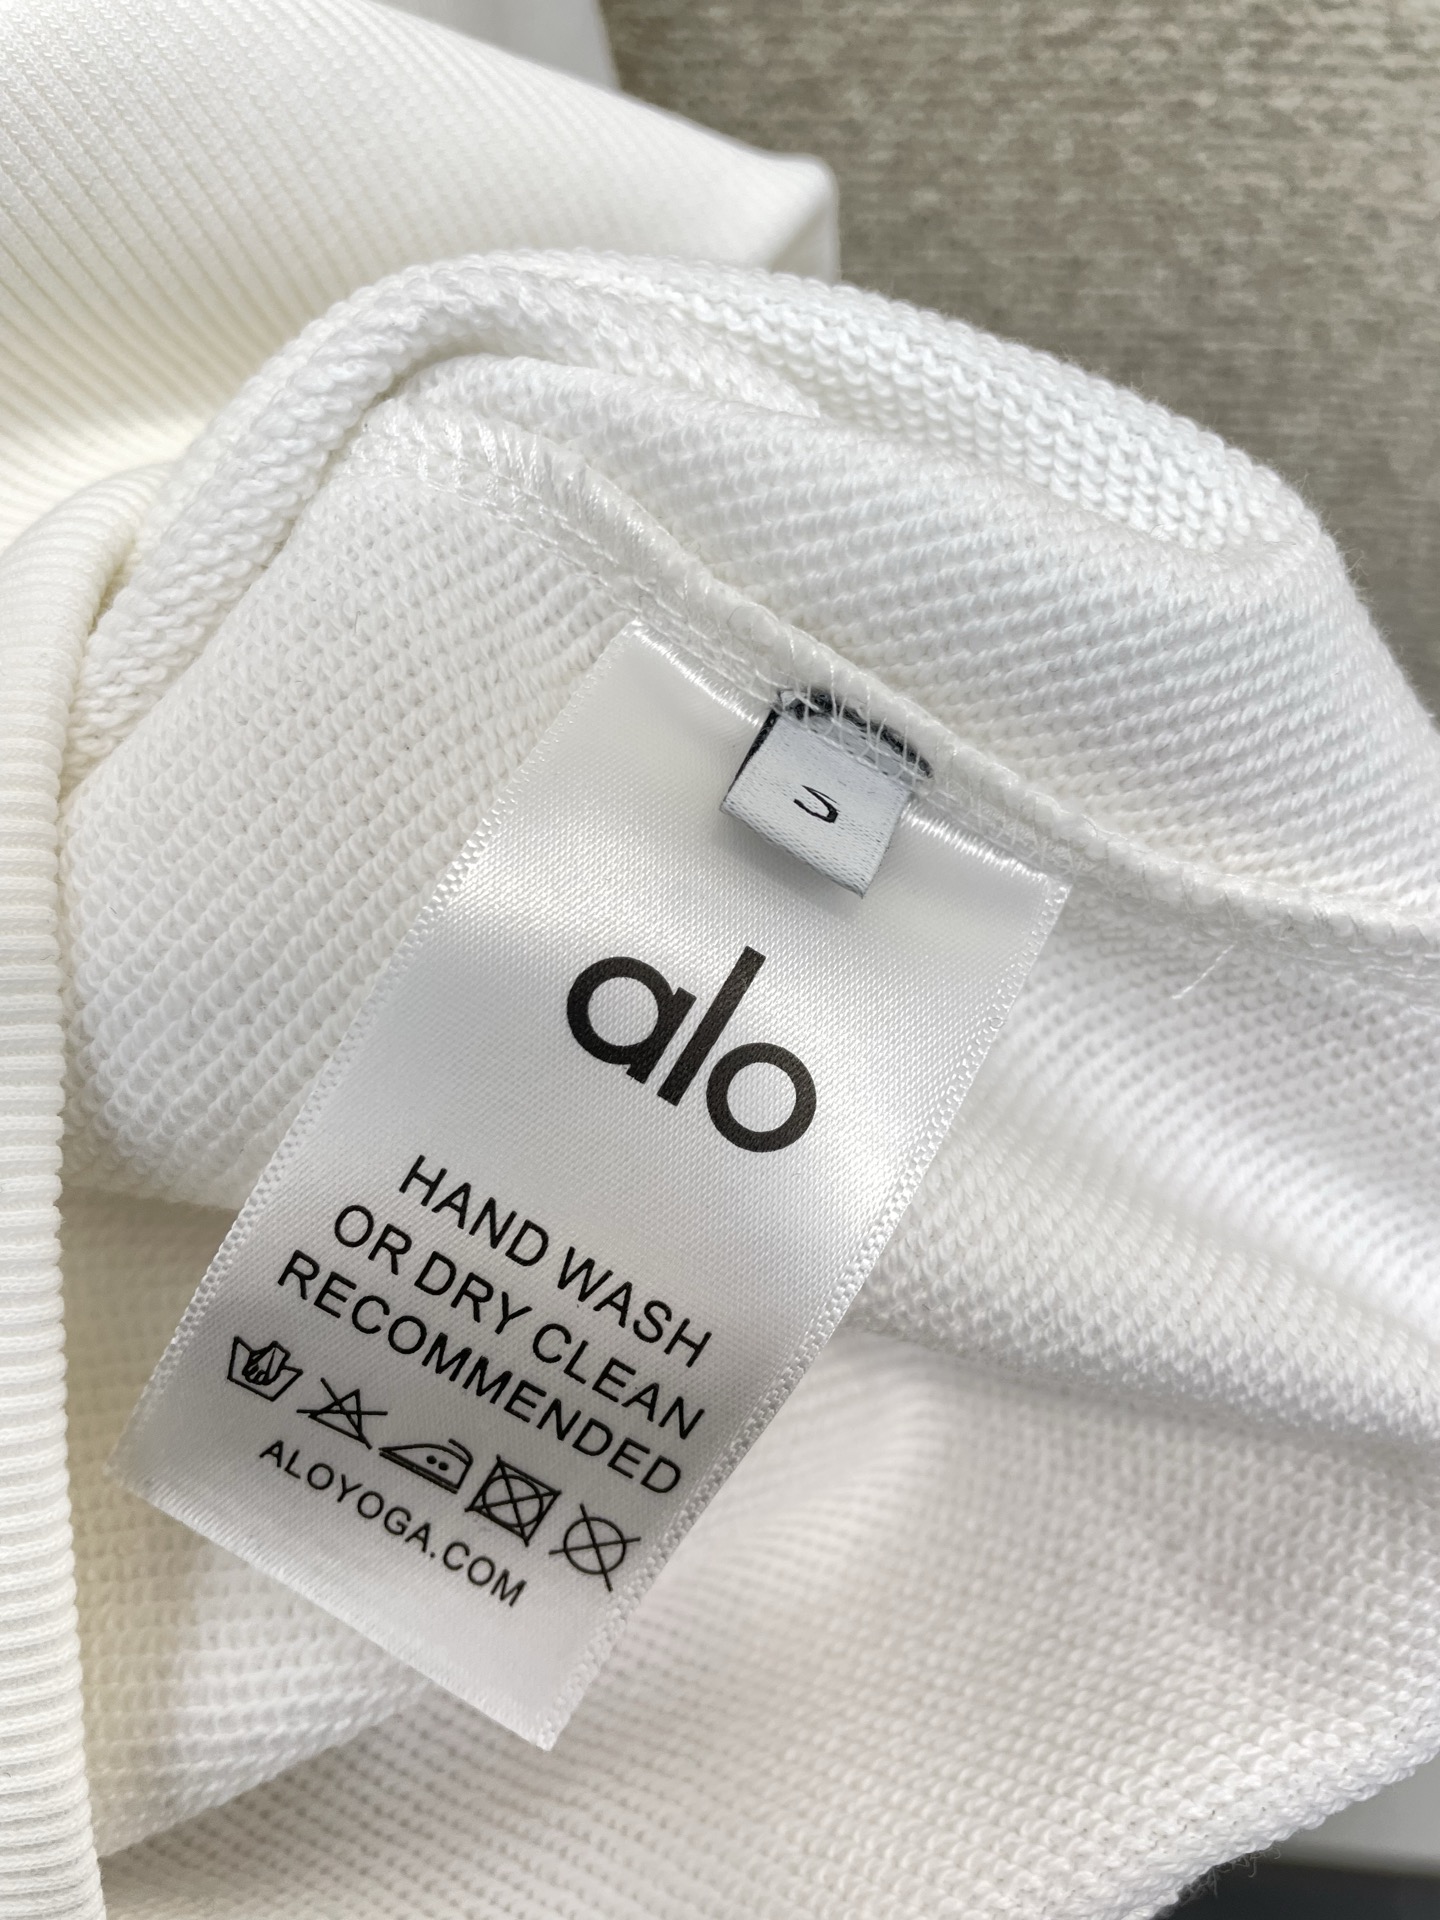 alo
HAND WASH
OR DRY CLEAN
RECOMMENDED
ALOYOGA.COM